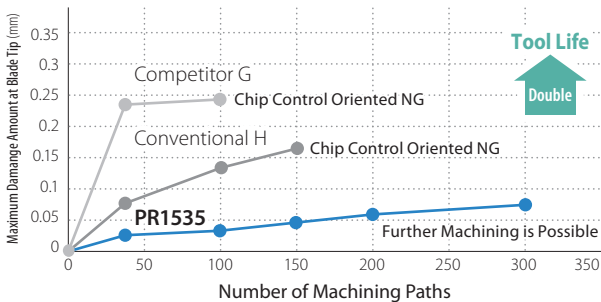 Maximum Damange Amount at Blade Tip (mm)
0.35
0.3
0.25
0.2
0.15
0.1
0.05
0
Tool Life
Double
Competitor G
Chip Control Oriented NG
Conventional H
Chip Control Oriented NG
PR1535
Further Machining is Possible
0 50 100 150 200 250 300 350
Number of Machining Paths